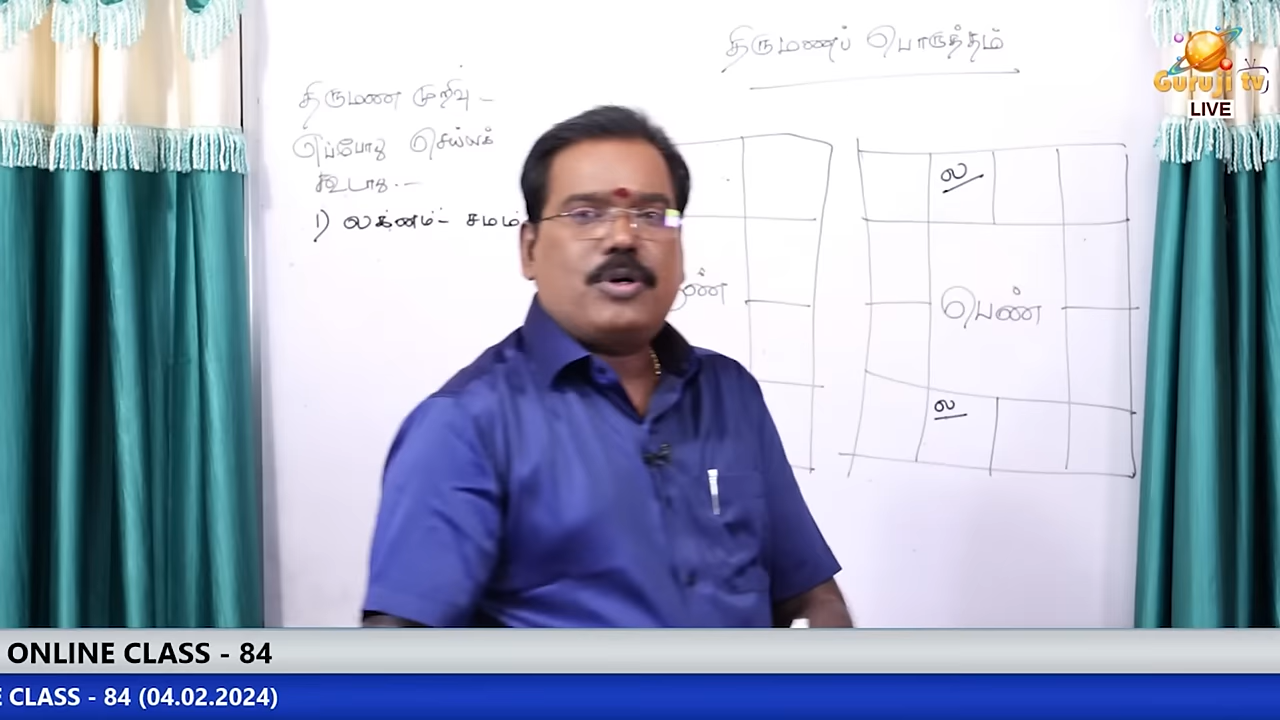 திருமணப் பொருத்தம்
Guruji tv
LIVE
திருமண முறிவு -
எப்போது செய்யக்
கூடாது. -
1) லக்னம் - சமம்
ல
ண்
பெண்
ல
ONLINE CLASS - 84
E CLASS - 84 (04.02.2024)